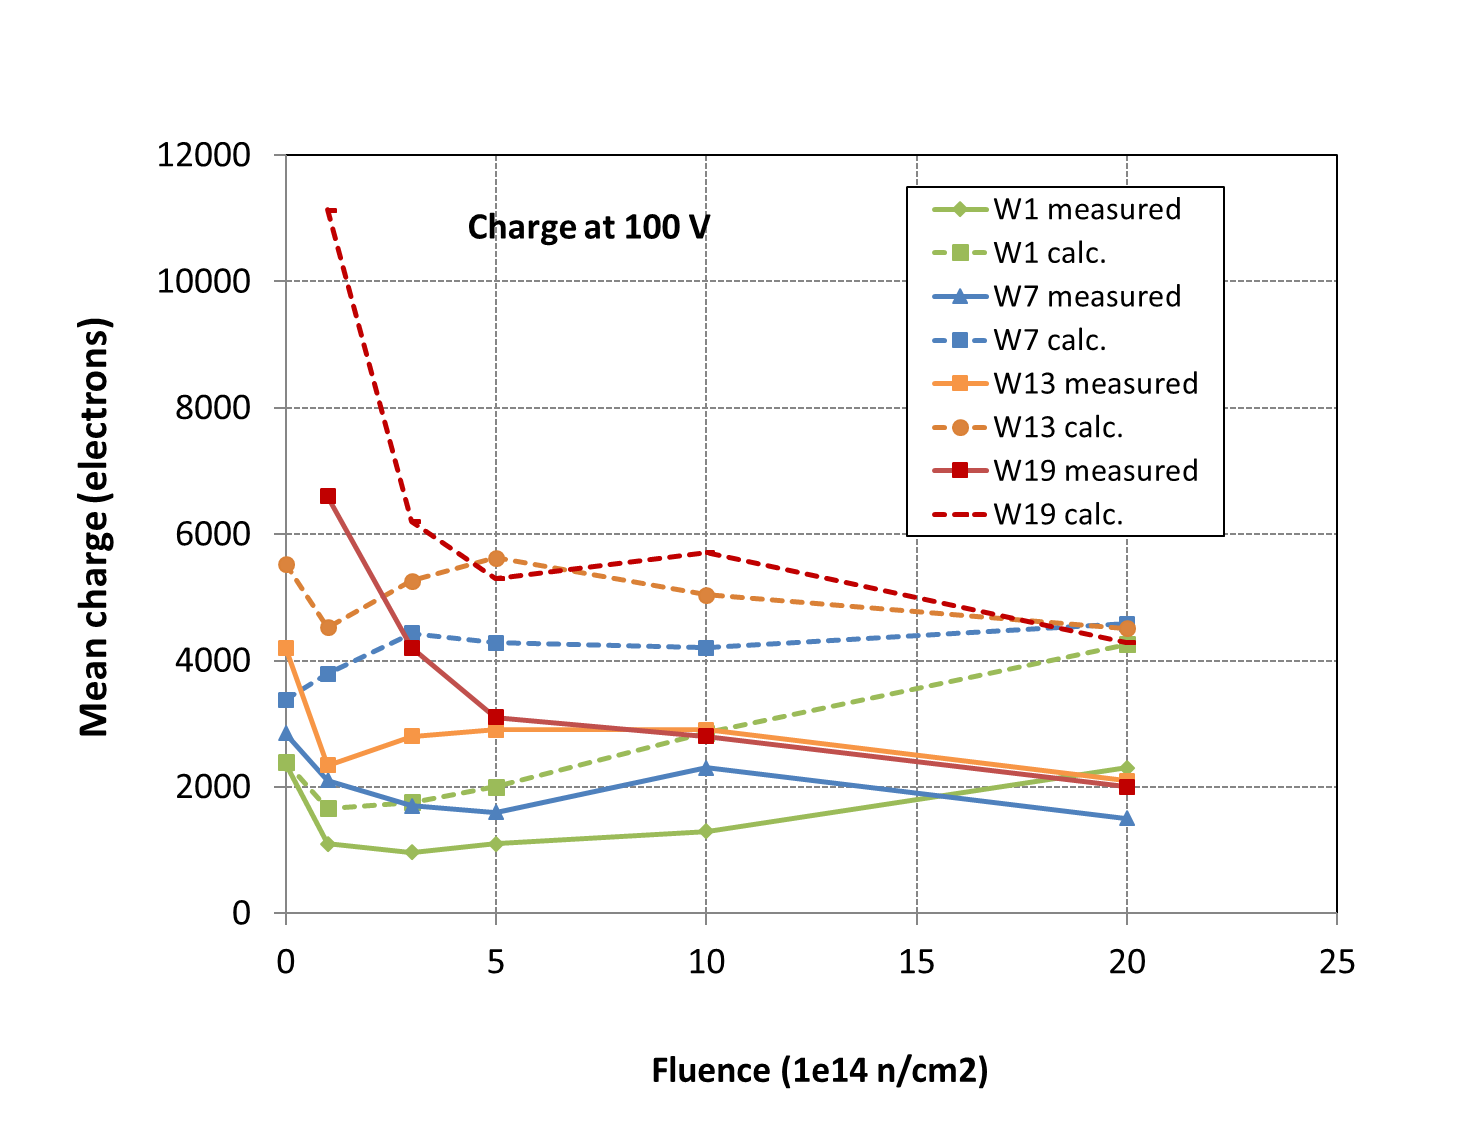 12000
10000
8000
6000
4000
2000
0
Mean charge (electrons)
Charge at 100 V
W1 measured
W1 calc.
W7 measured
W7 calc.
W13 measured
W13 calc.
W19 measured
W19 calc.
0 5 10 15 20 25
Fluence (1e14 n/cm2)